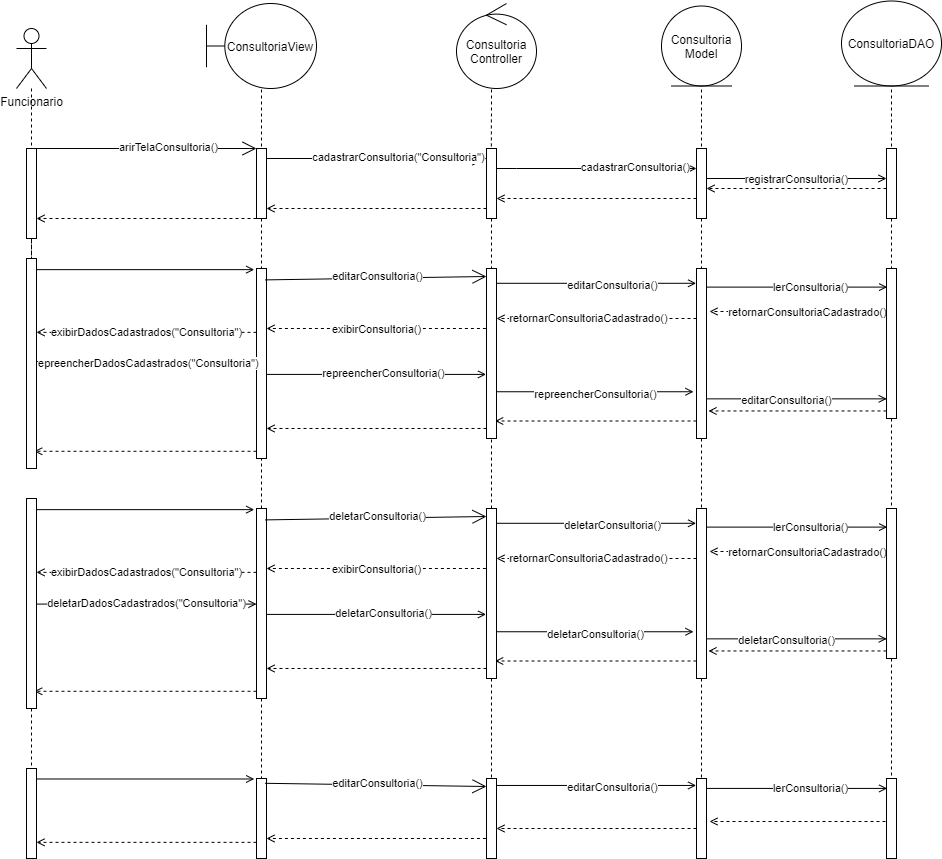 ConsultoriaView
Consultoria
Controller
Consultoria
Model
ConsultoriaDAO
Funcionario
arirTelaConsultoria()
cadastrarConsultoria("Consultoria")
cadastrarConsultoria()
registrarConsultoria()
editarConsultoria()
editarConsultoria()
lerConsultoria()
retornarConsultoriaCadastrado()
retornarConsultoriaCadastrado()
exibirConsultoria()
exibirDadosCadastrados("Consultoria")
repreencherDadosCadastrados("Consultoria")
repreencherConsultoria()
repreencherConsultoria()
editarConsultoria()
deletarConsultoria()
deletarConsultoria()
lerConsultoria()
retornarConsultoriaCadastrado()
retornarConsultoriaCadastrado()
exibirConsultoria()
exibirDadosCadastrados("Consultoria")
deletarDadosCadastrados("Consultoria")
deletarConsultoria()
deletarConsultoria()
deletarConsultoria()
editarConsultoria()
editarConsultoria()
lerConsultoria()